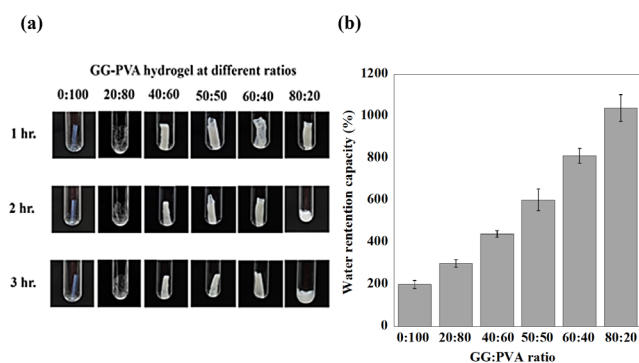 (a)
GG-PVA hydrogel at different ratios
0:100 20:80 40:60 50:50 60:40 80:20
1 hr.
2 hr.
3 hr.
(b)
Water rentention capacity (%)
1200
1000
800
600
400
200
0
0:100 20:80 40:60 50:50 60:40 80:20
GG:PVA ratio